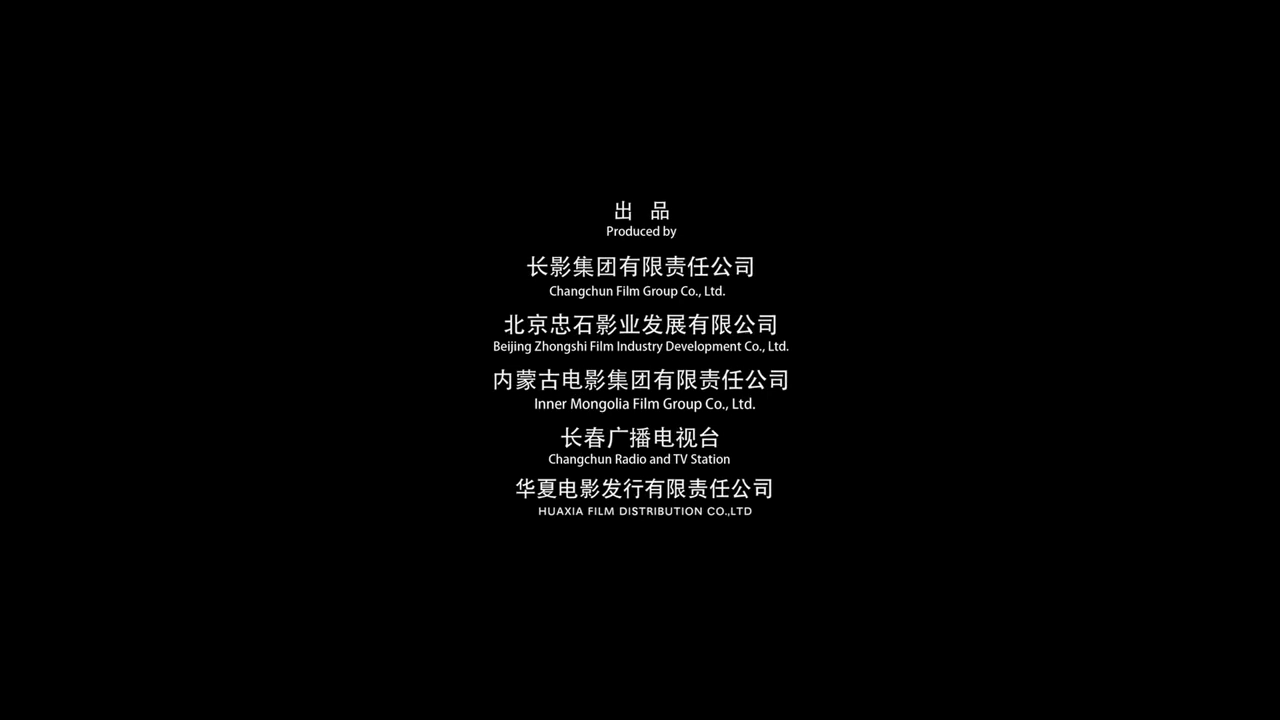 出 品
Produced by
长影集团有限责任公司
Changchun Film Group Co., Ltd.
北京忠石影业发展有限公司
Beijing Zhongshi Film Industry Development Co., Ltd.
内蒙古电影集团有限责任公司
Inner Mongolia Film Group Co., Ltd.
长春广播电视台
Changchun Radio and TV Station
华夏电影发行有限责任公司
HUAXIA FILM DISTRIBUTION CO.,LTD